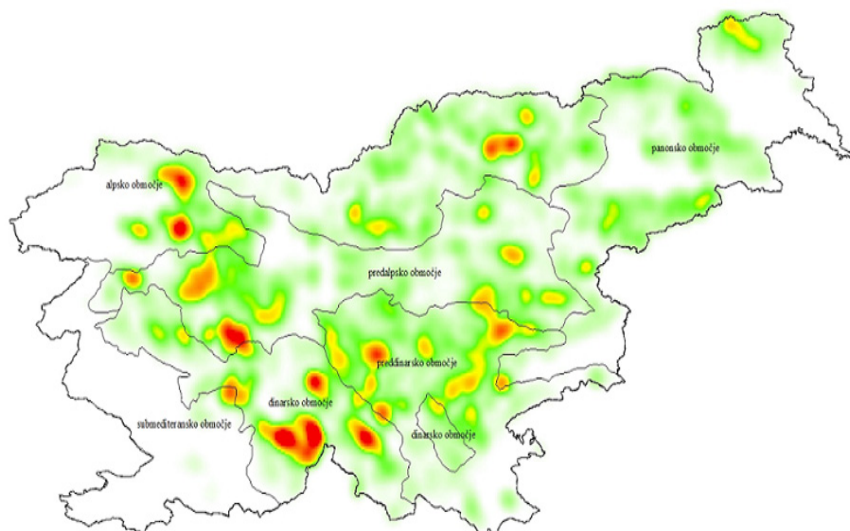 panonsko območje
alpsko območje
predalpsko območje
preddinarsko območje
dinarsko območje
submediteransko območje
dinarsko območje